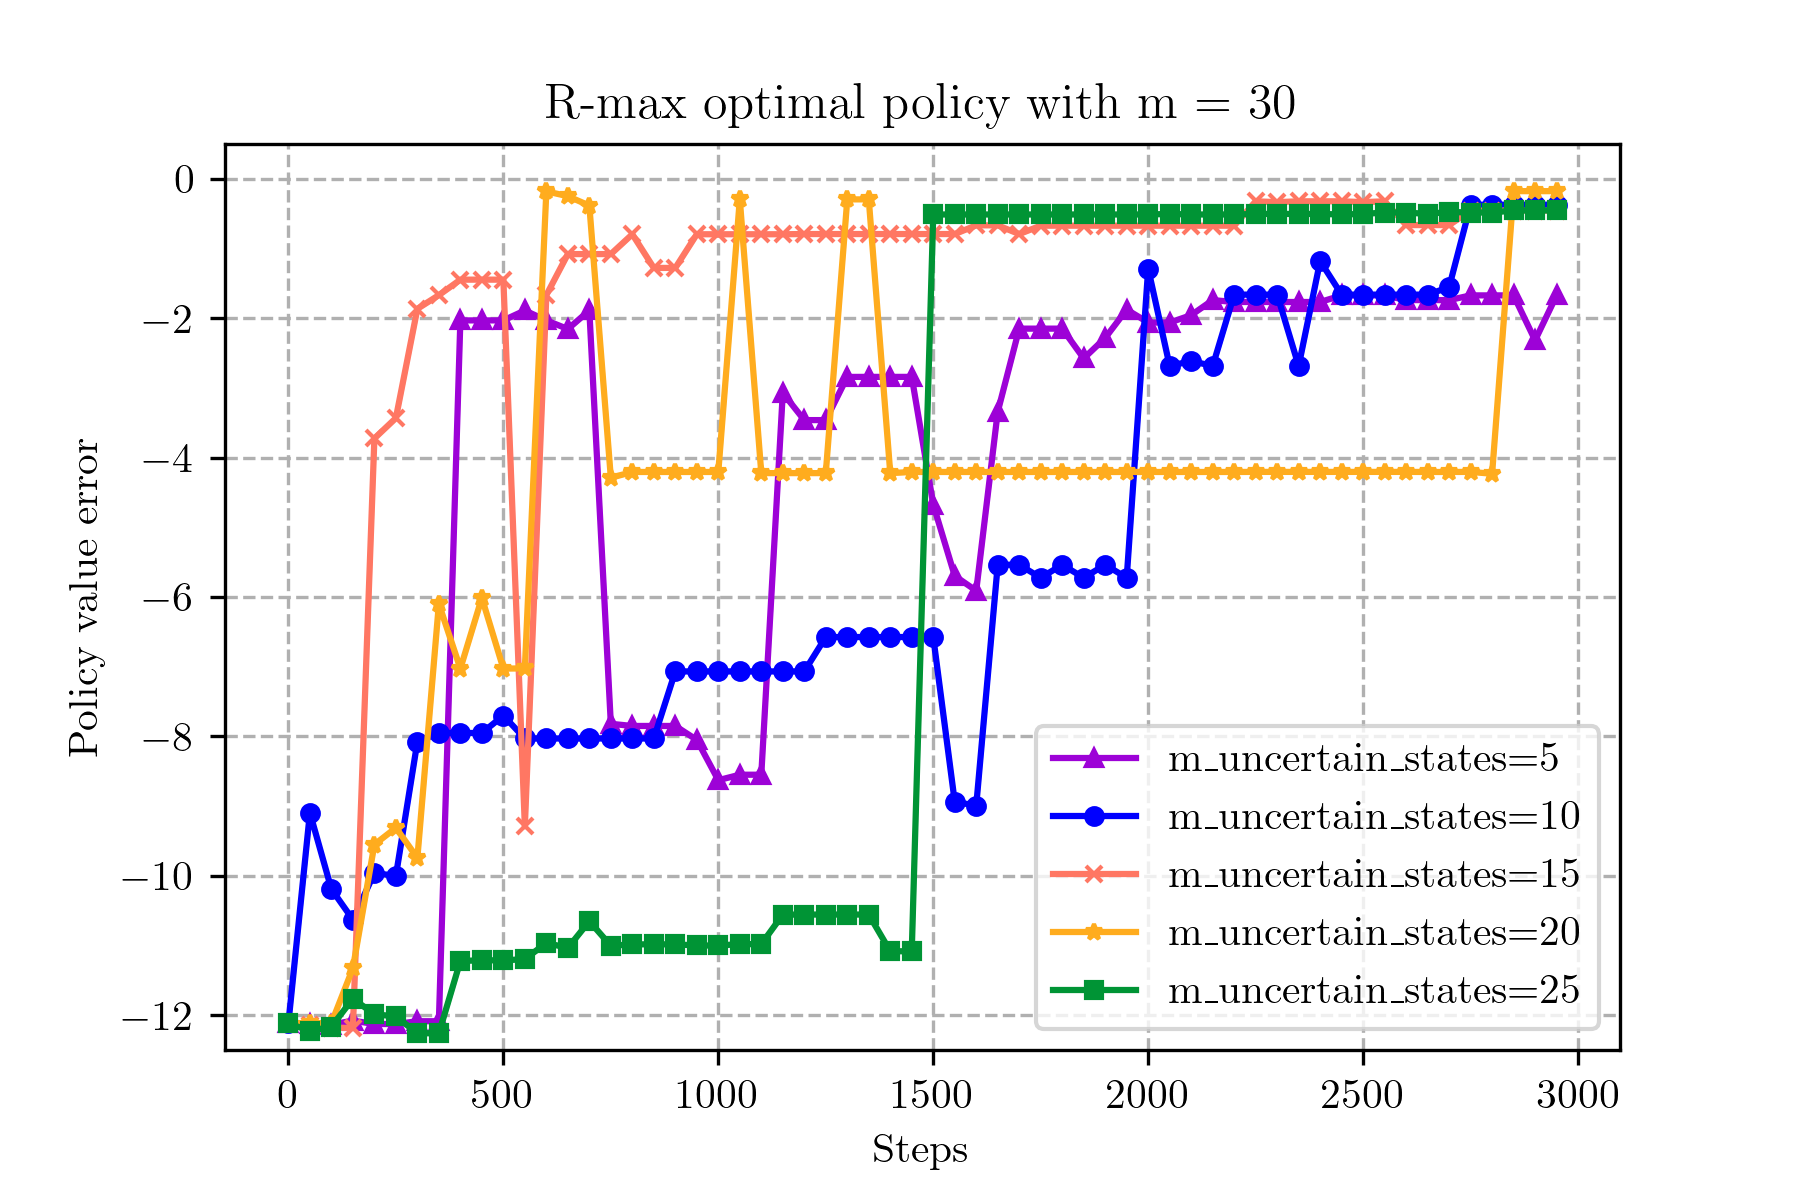 R-max optimal policy with m = 30
Policy value error
0
−2
−4
−6
−8
−10
−12
0 500 1000 1500 2000 2500 3000
Steps
m_uncertain_states=5
m_uncertain_states=10
m_uncertain_states=15
m_uncertain_states=20
m_uncertain_states=25